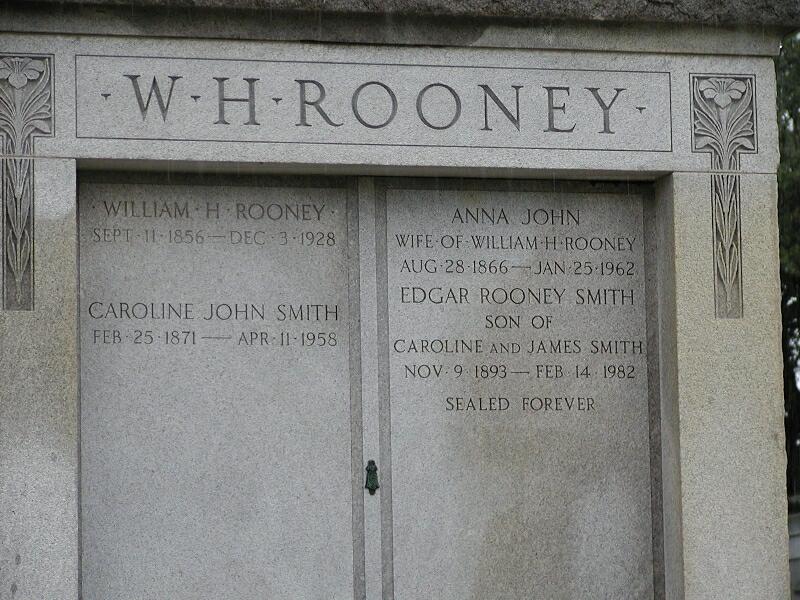 W·H·ROONEY
·WILLIAM·H·ROONEY·
SEPT·11·1856—DEC·3·1928
CAROLINE JOHN SMITH
FEB·25·1871—APR·11·1958
ANNA JOHN
WIFE·OF·WILLIAM·H·ROONEY
AUG·28·1866—JAN·25·1962
EDGAR ROONEY SMITH
SON OF
CAROLINE AND JAMES SMITH
NOV·9·1893—FEB·14·1982
SEALED FOREVER